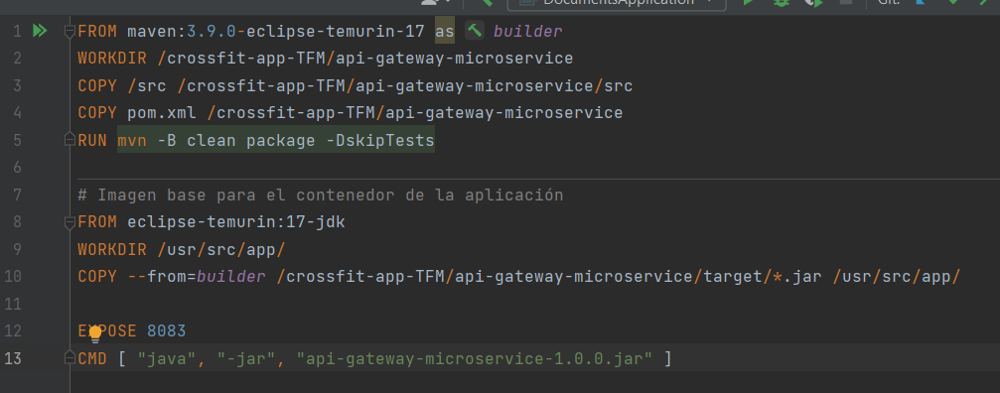 DocumentsApplication
Git:
1 FROM maven:3.9.0-eclipse-temurin-17 as builder
2 WORKDIR /crossfit-app-TFM/api-gateway-microservice
3 COPY /src /crossfit-app-TFM/api-gateway-microservice/src
4 COPY pom.xml /crossfit-app-TFM/api-gateway-microservice
5 RUN mvn -B clean package -DskipTests
6
7 # Imagen base para el contenedor de la aplicación
8 FROM eclipse-temurin:17-jdk
9 WORKDIR /usr/src/app/
10 COPY --from=builder /crossfit-app-TFM/api-gateway-microservice/target/*.jar /usr/src/app/
11
12 EXPOSE 8083
13 CMD [ "java", "-jar", "api-gateway-microservice-1.0.0.jar" ]